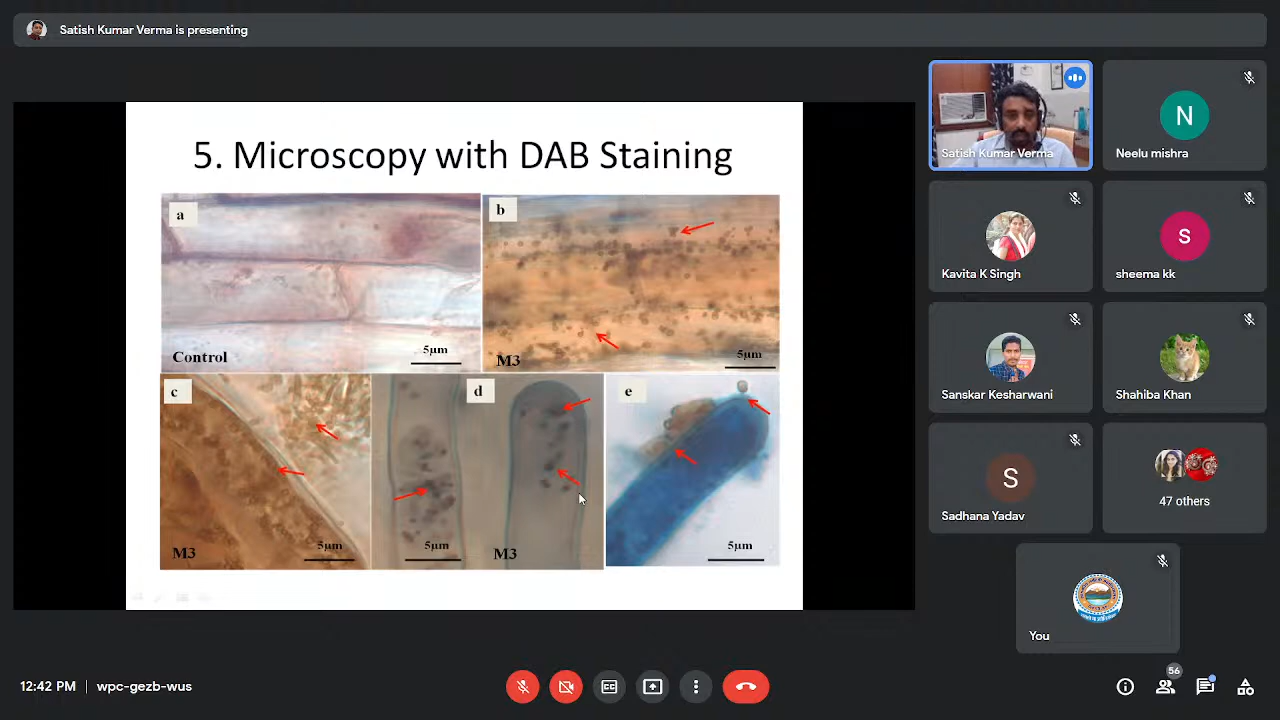 Satish Kumar Verma is presenting
5. Microscopy with DAB Staining
a
b
Control
5µm
M3
5µm
c
d
e
M3
5µm
5µm
M3
5µm
Satish Kumar Verma
N
Neelu mishra
Kavita K Singh
S
sheema kk
Sanskar Kesharwani
Shahiba Khan
S
Sadhana Yadav
47 others
You
12:42 PM | wpc-gezb-wus
56